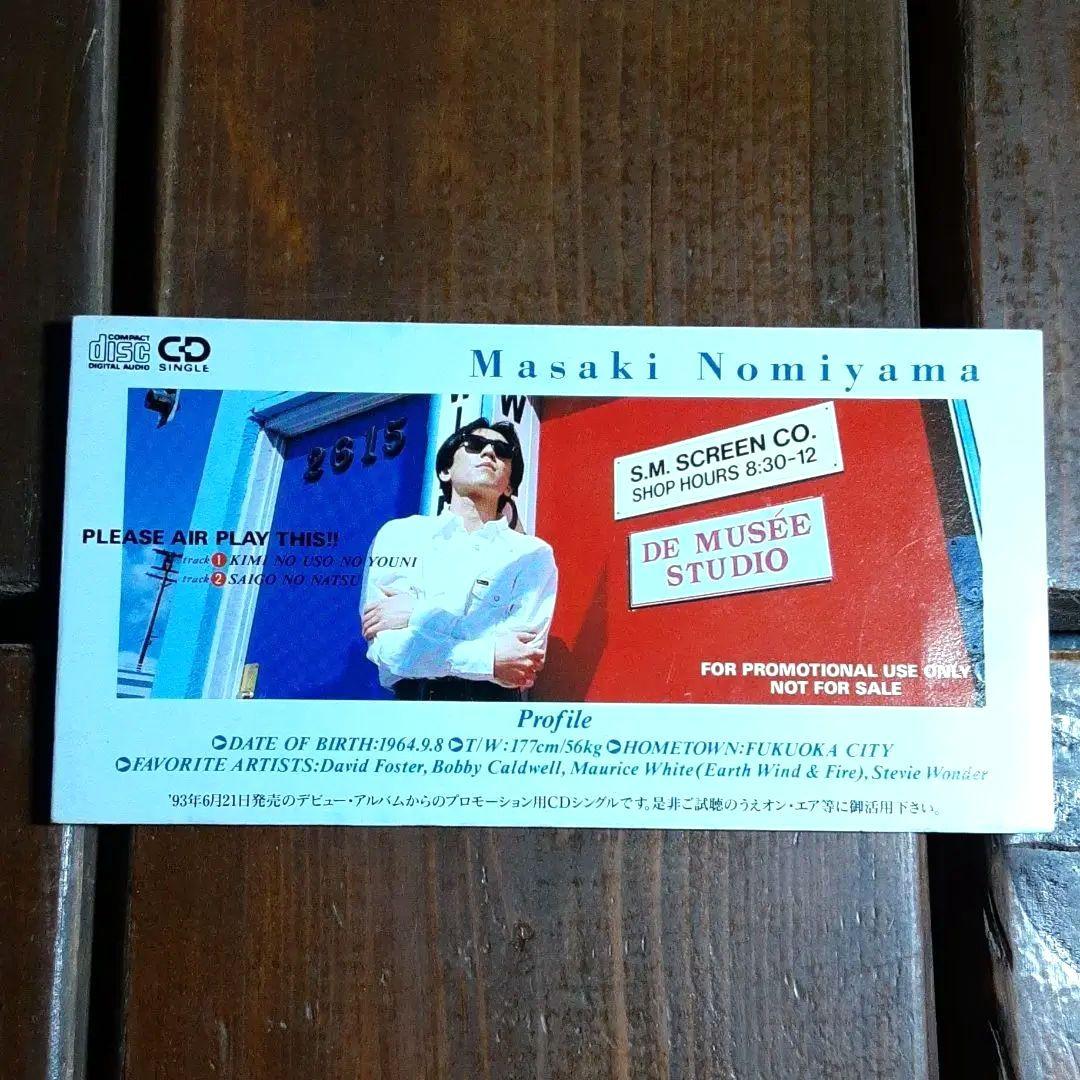 COMPACT
disc
DIGITAL AUDIO
CD
SINGLE
Masaki Nomiyama
2615
W
S.M. SCREEN CO.
SHOP HOURS 8:30-12
DE MUSÉE
STUDIO
PLEASE AIR PLAY THIS!!
track 1 KIMI NO USO NO YOUNI
track 2 SAIGO NO NATSU
FOR PROMOTIONAL USE ONLY
NOT FOR SALE
Profile
DATE OF BIRTH:1964.9.8 T/W:177cm/56kg HOMETOWN:FUKUOKA CITY
FAVORITE ARTISTS:David Foster, Bobby Caldwell, Maurice White(Earth Wind & Fire), Stevie Wonder
'93年6月21日発売のデビュー・アルバムからのプロモーション用CDシングルです。是非ご試聴のうえオン・エア等に御活用下さい。